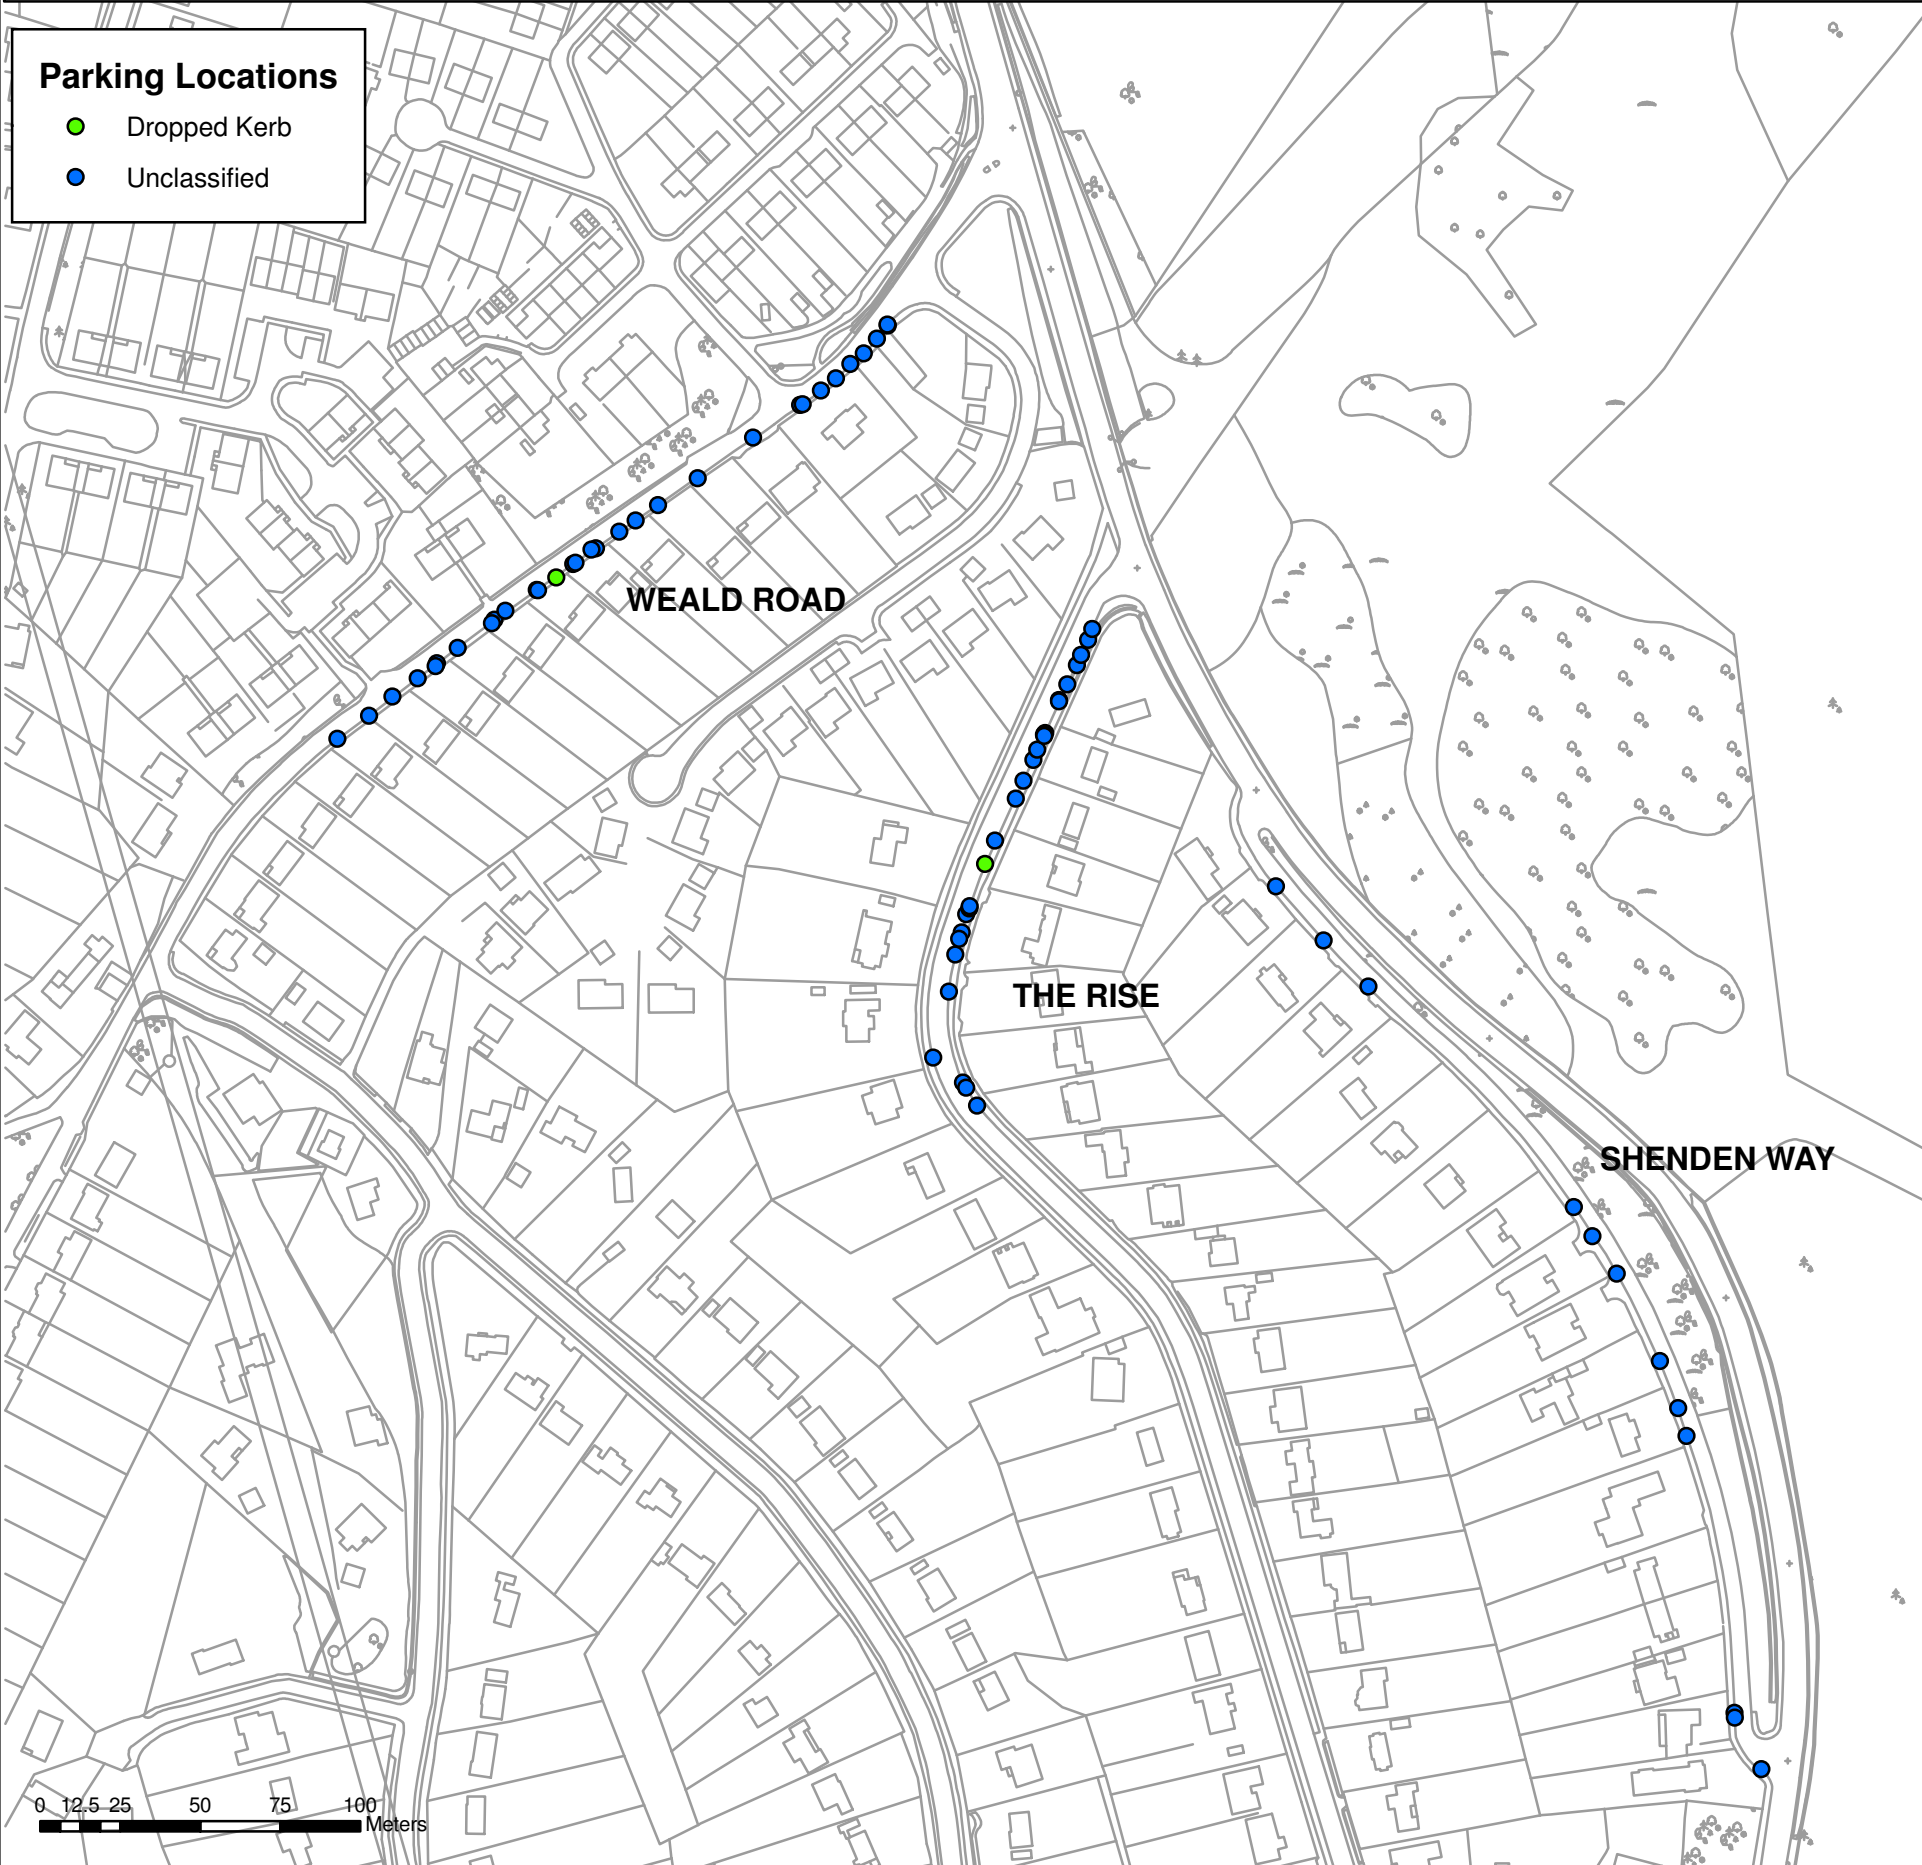 Parking Locations
Dropped Kerb
Unclassified
WEALD ROAD
THE RISE
SHENDEN WAY
0 12.5 25 50 75 100
Meters